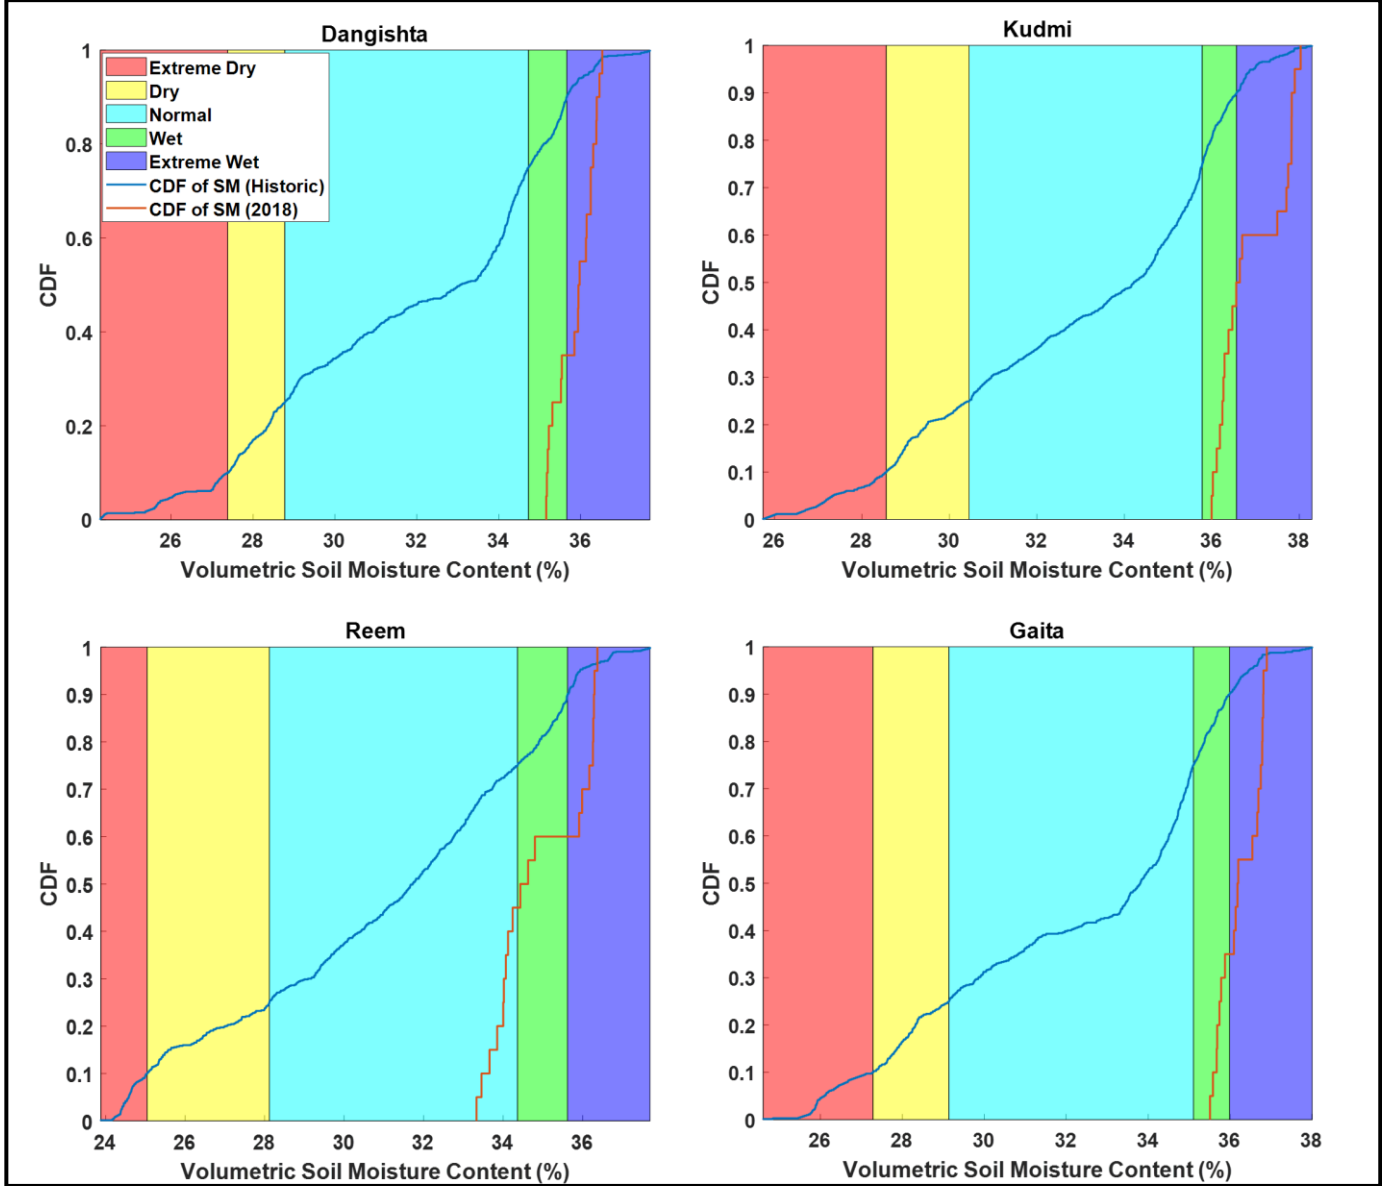 Dangishta
1
0.8
0.6
0.4
0.2
0
CDF
Extreme Dry
Dry
Normal
Wet
Extreme Wet
CDF of SM (Historic)
CDF of SM (2018)
26 28 30 32 34 36
Volumetric Soil Moisture Content (%)
Kudmi
1
0.9
0.8
0.7
0.6
0.5
0.4
0.3
0.2
0.1
0
CDF
26 28 30 32 34 36 38
Volumetric Soil Moisture Content (%)
Reem
1
0.9
0.8
0.7
0.6
0.5
0.4
0.3
0.2
0.1
0
CDF
24 26 28 30 32 34 36
Volumetric Soil Moisture Content (%)
Gaita
1
0.9
0.8
0.7
0.6
0.5
0.4
0.3
0.2
0.1
0
CDF
26 28 30 32 34 36 38
Volumetric Soil Moisture Content (%)